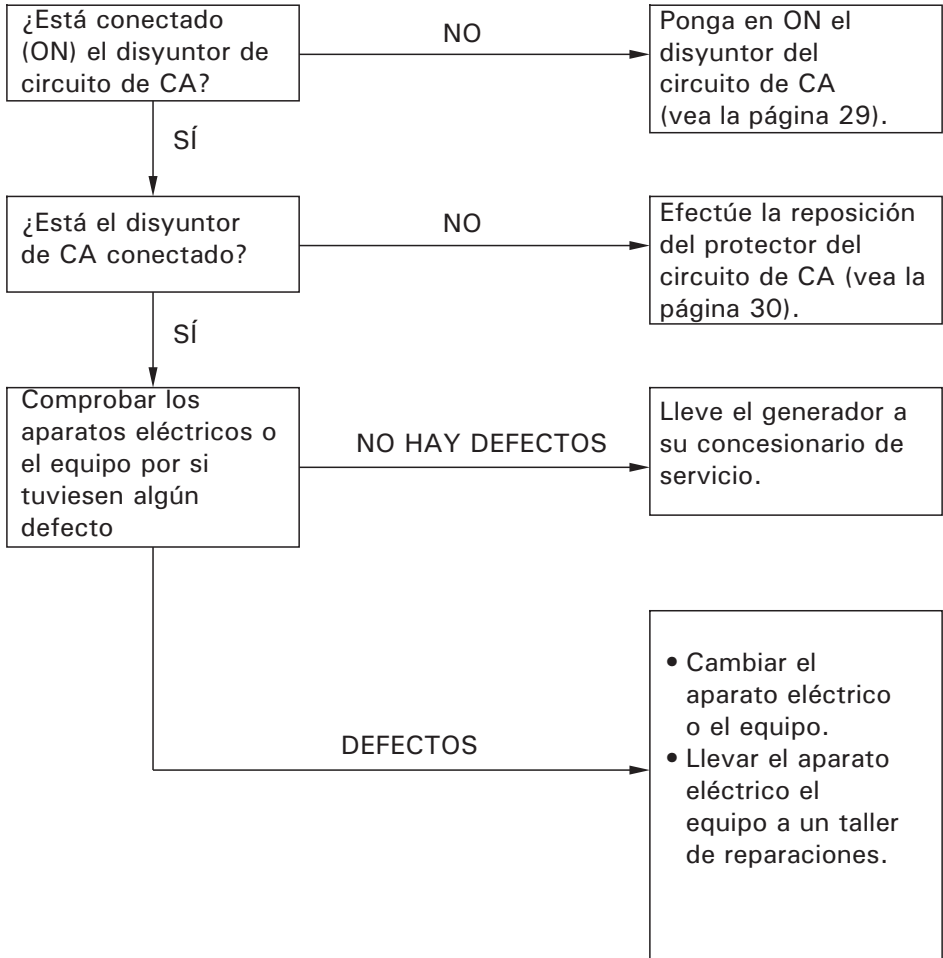 ¿Está conectado
(ON) el disyuntor de
circuito de CA?
NO
Ponga en ON el
disyuntor del
circuito de CA
(vea la página 29).
SÍ
¿Está el disyuntor
de CA conectado?
NO
Efectúe la reposición
del protector del
circuito de CA (vea la
página 30).
SÍ
Comprobar los
aparatos eléctricos o
el equipo por si
tuviesen algún
defecto
NO HAY DEFECTOS
Lleve el generador a
su concesionario de
servicio.
DEFECTOS
• Cambiar el
aparato eléctrico
o el equipo.
• Llevar el aparato
eléctrico el
equipo a un taller
de reparaciones.